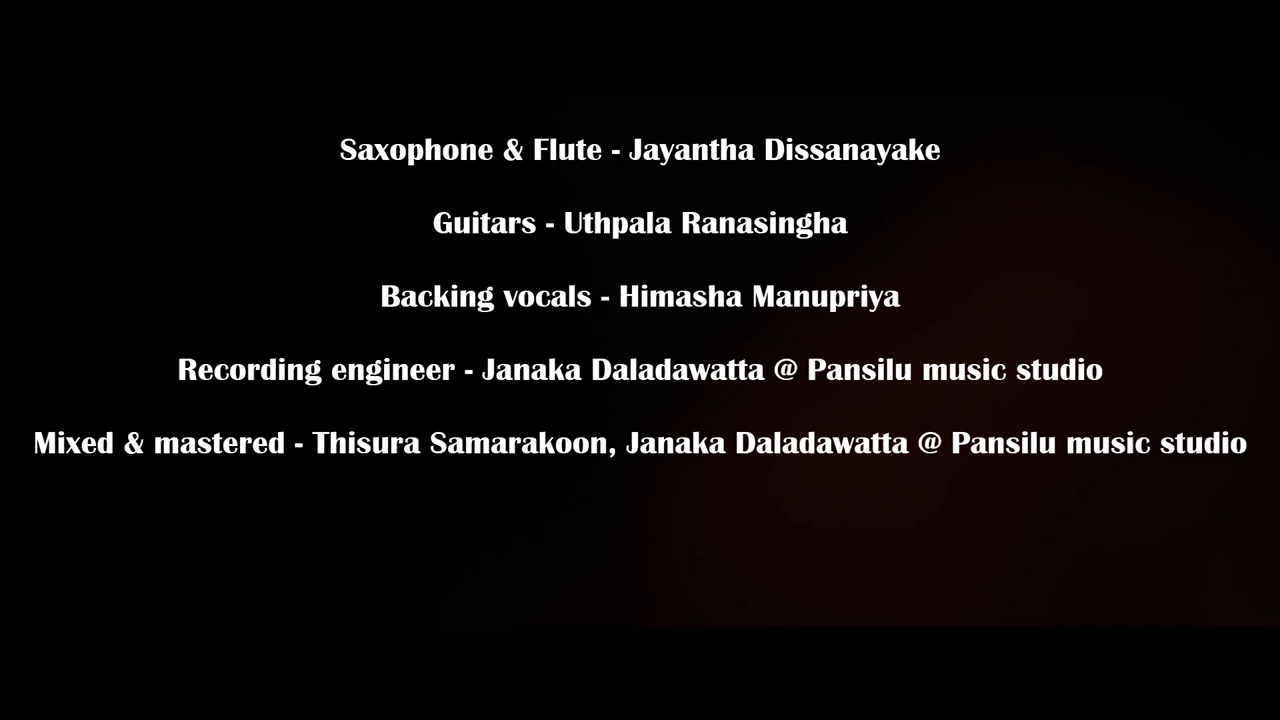 Saxophone & Flute - Jayantha Dissanayake
Guitars - Uthpala Ranasingha
Backing vocals - Himasha Manupriya
Recording engineer - Janaka Daladawatta @ Pansilu music studio
Mixed & mastered - Thisura Samarakoon, Janaka Daladawatta @ Pansilu music studio